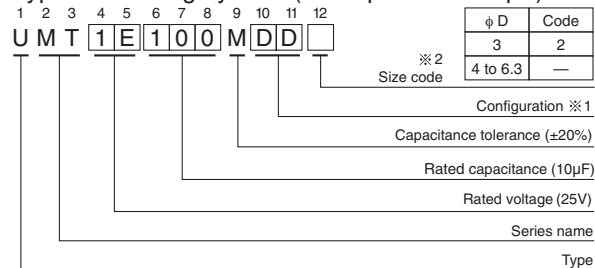 1 2 3 4 5 6 7 8 9 10 11 12
U M T 1 E 1 0 0 M D D
φ D Code
3 2
4 to 6.3 —
※2
Size code
Configuration ※1
Capacitance tolerance (±20%)
Rated capacitance (10µF)
Rated voltage (25V)
Series name
Type